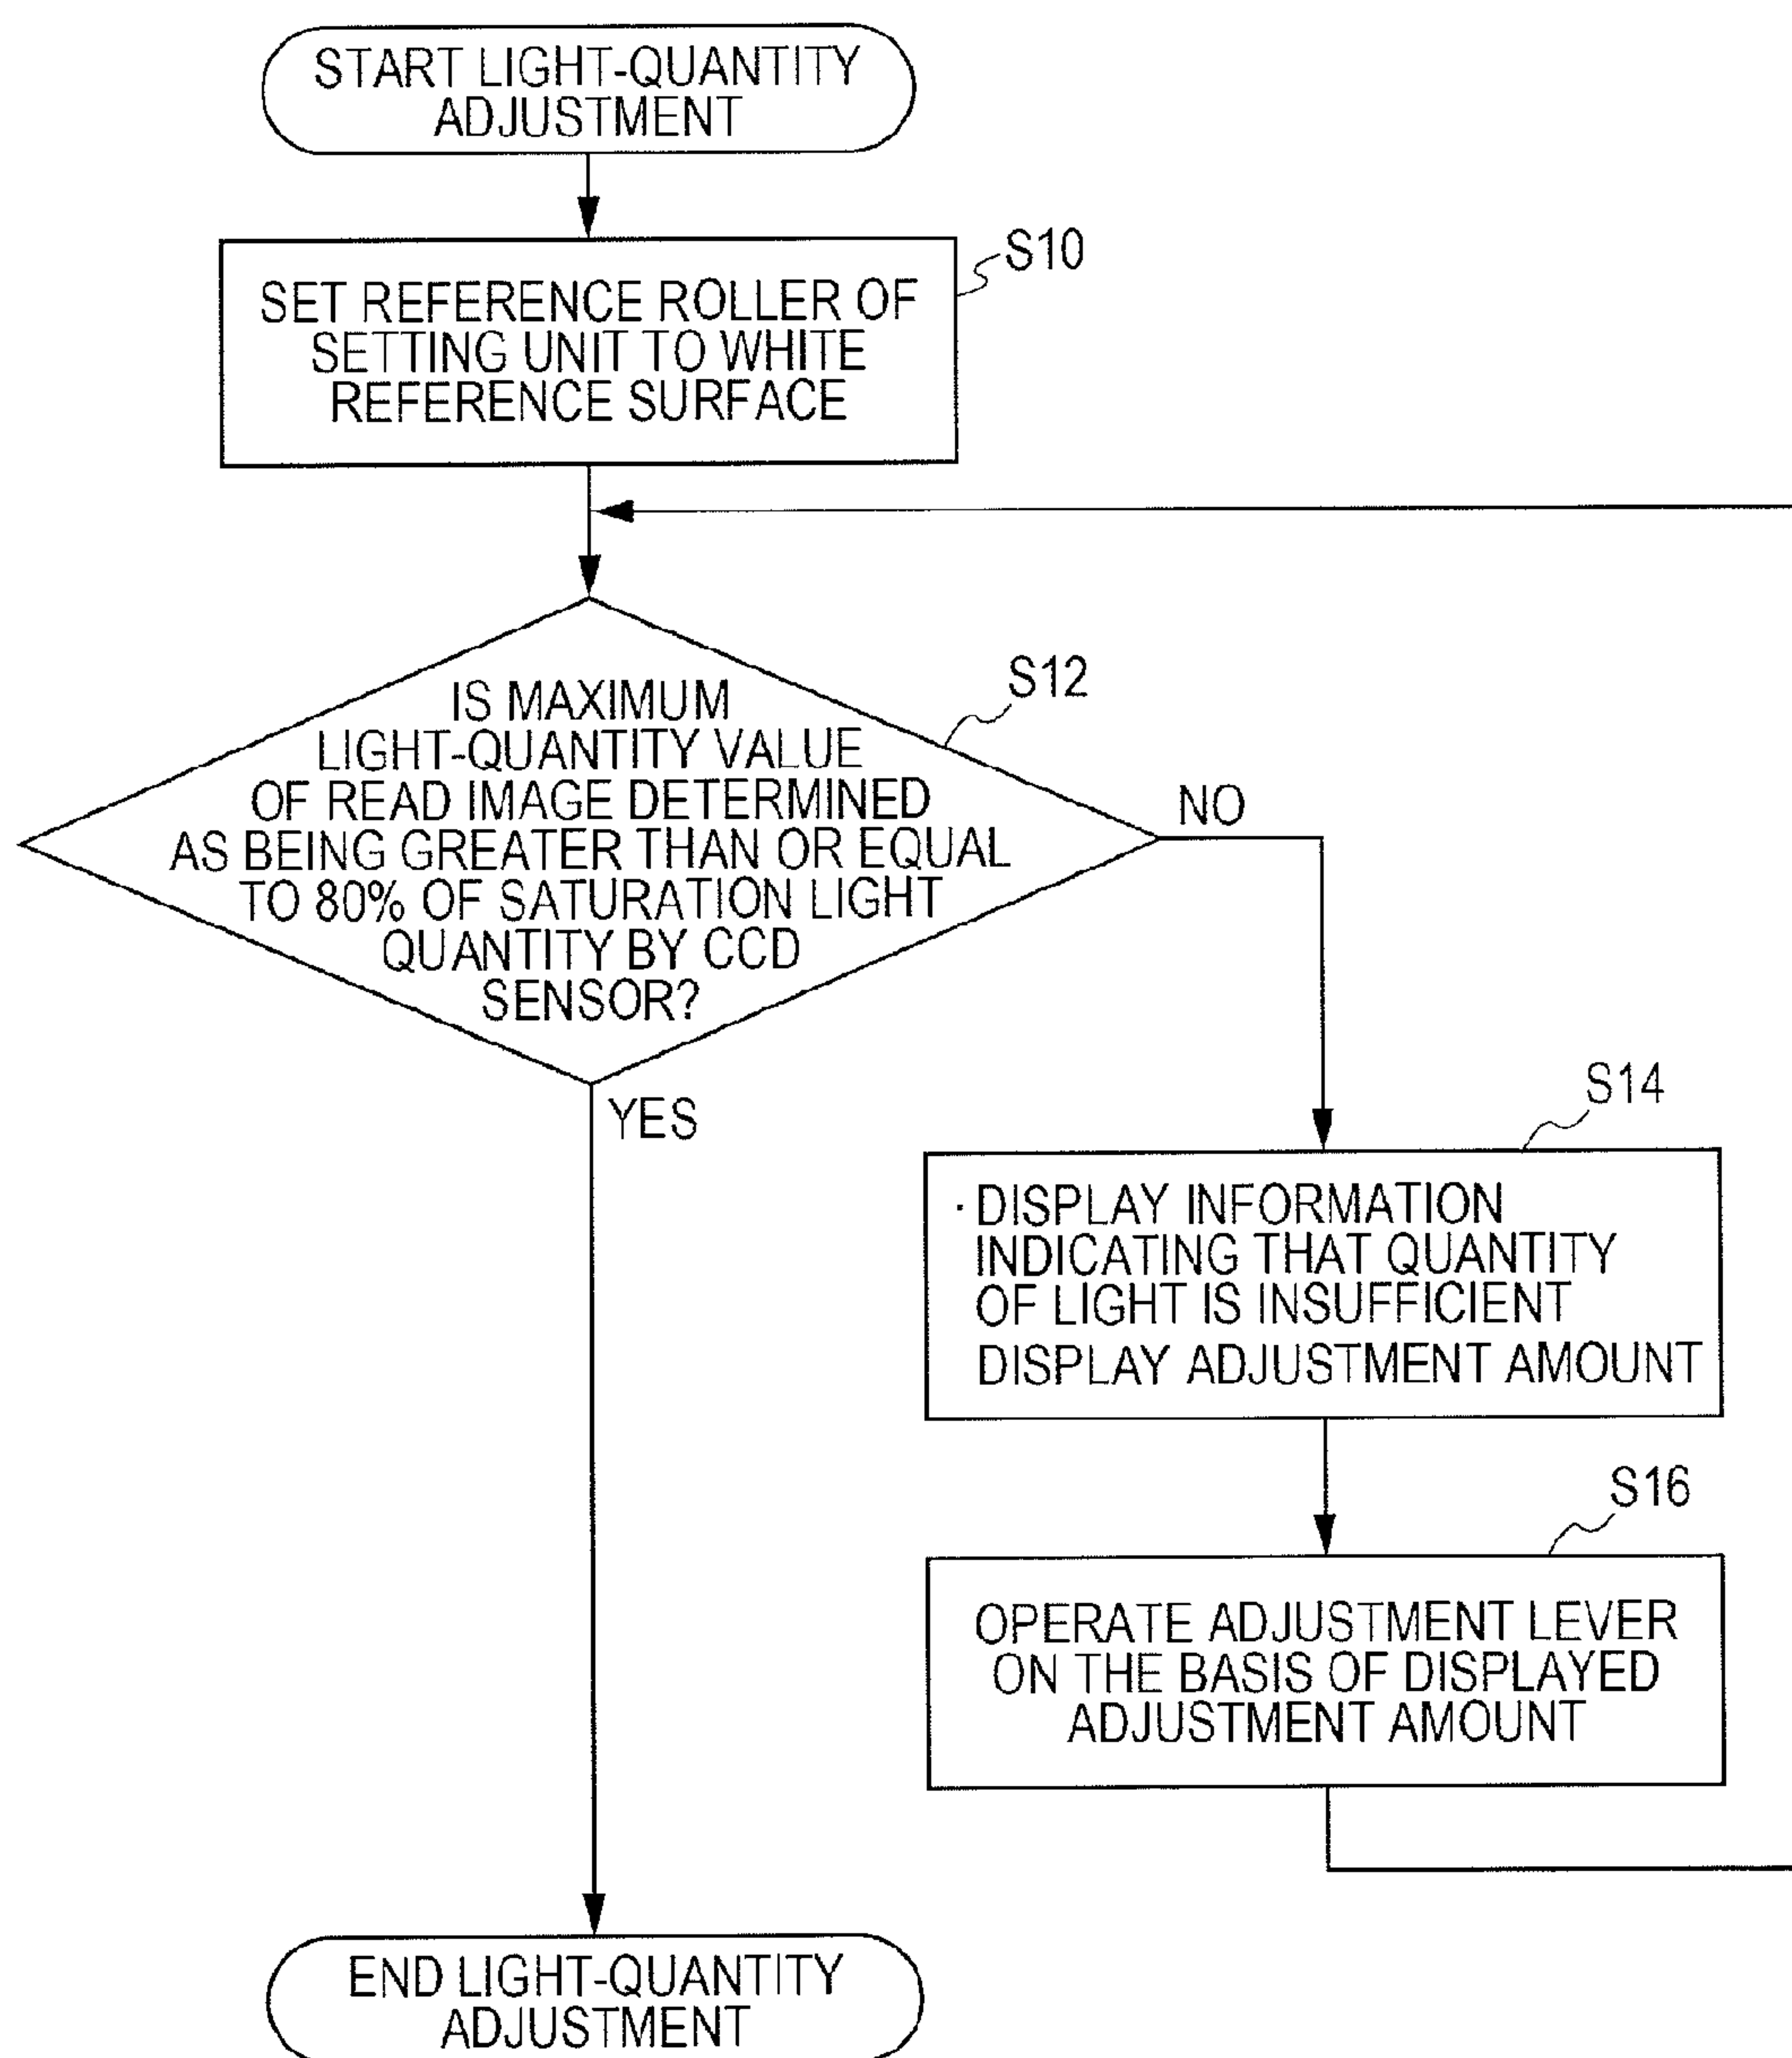 START LIGHT-QUANTITY
ADJUSTMENT
S10
SET REFERENCE ROLLER OF
SETTING UNIT TO WHITE
REFERENCE SURFACE
S12
IS MAXIMUM
LIGHT-QUANTITY VALUE
OF READ IMAGE DETERMINED
AS BEING GREATER THAN OR EQUAL
TO 80% OF SATURATION LIGHT
QUANTITY BY CCD
SENSOR?
NO
YES
S14
· DISPLAY INFORMATION
INDICATING THAT QUANTITY
OF LIGHT IS INSUFFICIENT
DISPLAY ADJUSTMENT AMOUNT
S16
OPERATE ADJUSTMENT LEVER
ON THE BASIS OF DISPLAYED
ADJUSTMENT AMOUNT
END LIGHT-QUANTITY
ADJUSTMENT